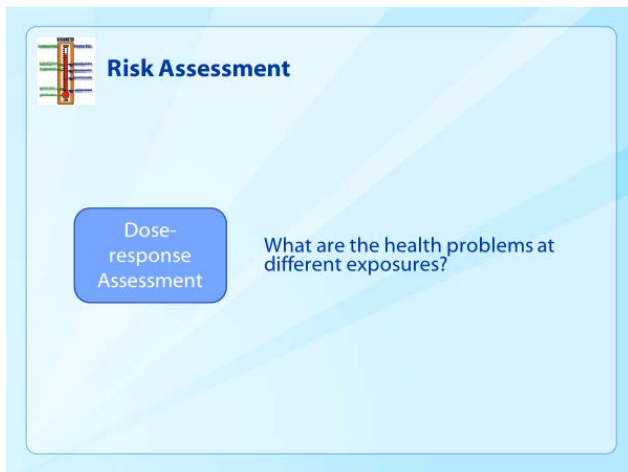 Risk Assessment
Dose-
response
Assessment
What are the health problems at
different exposures?